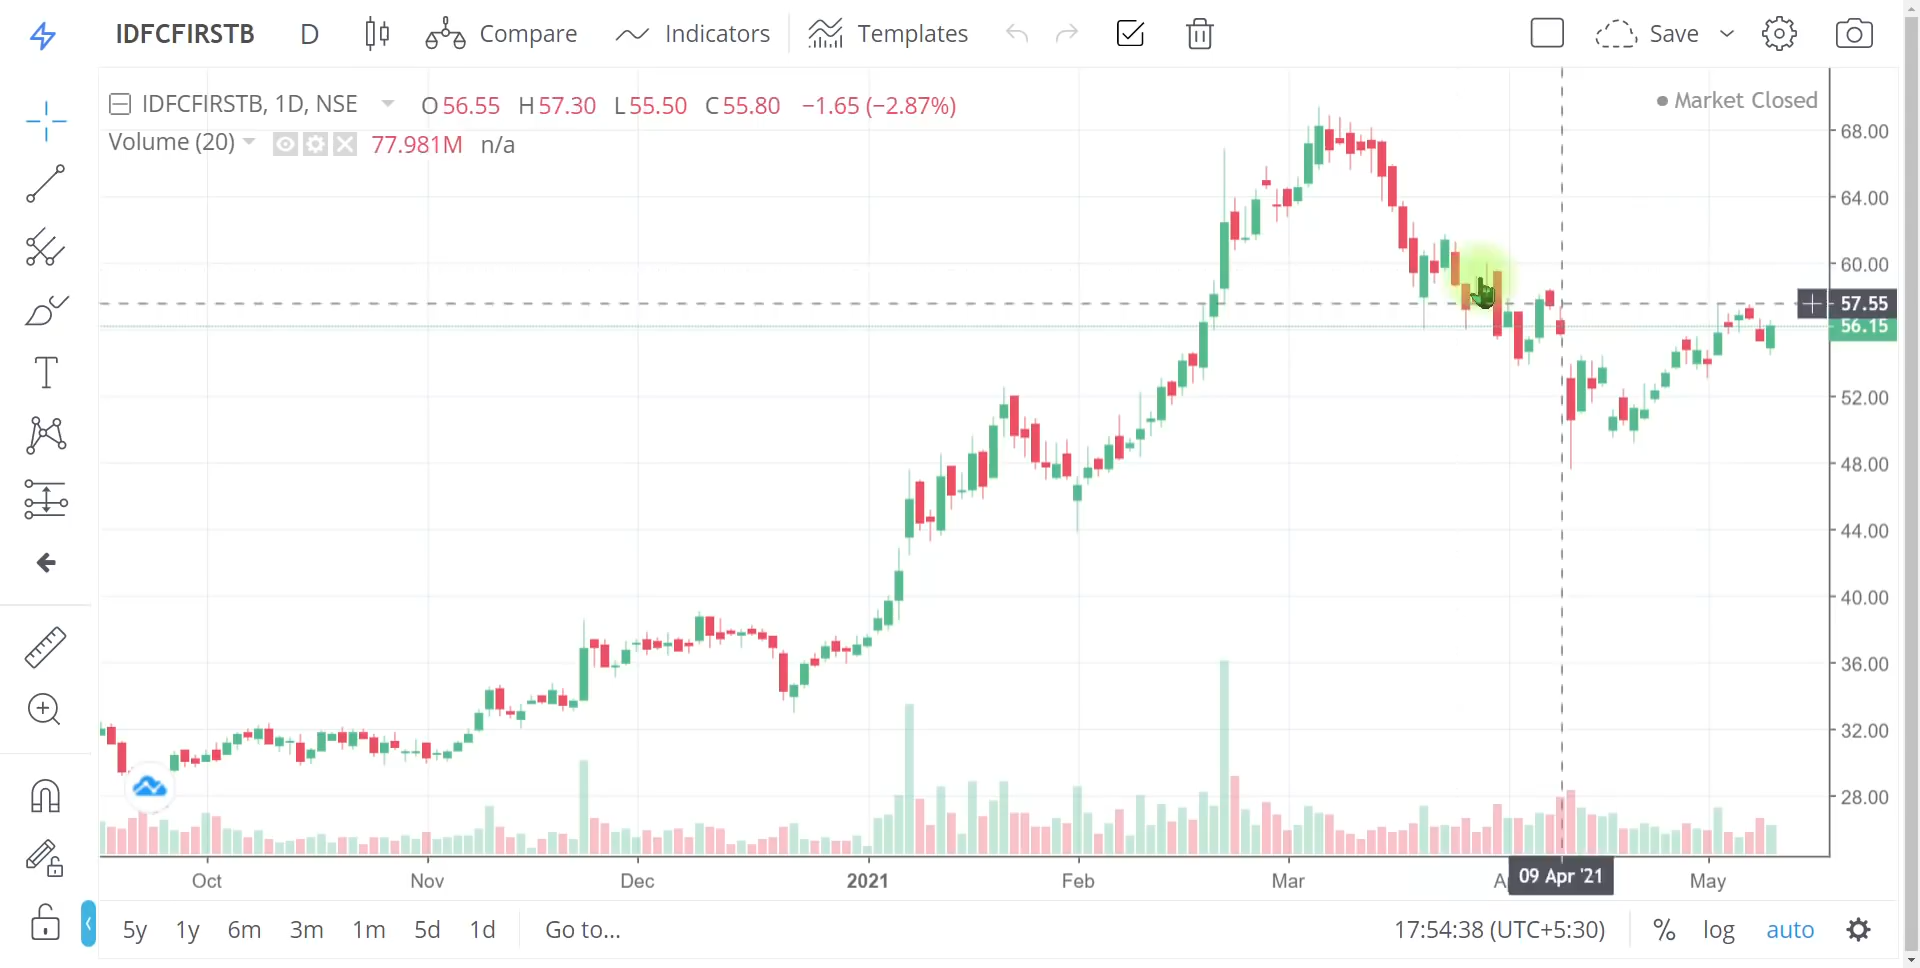 IDFCFIRSTB D Compare Indicators Templates Save
IDFCFIRSTB, 1D, NSE O56.55 H57.30 L55.50 C55.80 −1.65 (−2.87%)
Market Closed
Volume (20) 77.981M n/a
68.00
64.00
60.00
57.55
56.15
52.00
48.00
44.00
40.00
36.00
32.00
28.00
Oct Nov Dec 2021 Feb Mar A 09 Apr '21 May
5y 1y 6m 3m 1m 5d 1d Go to... 17:54:38 (UTC+5:30) % log auto